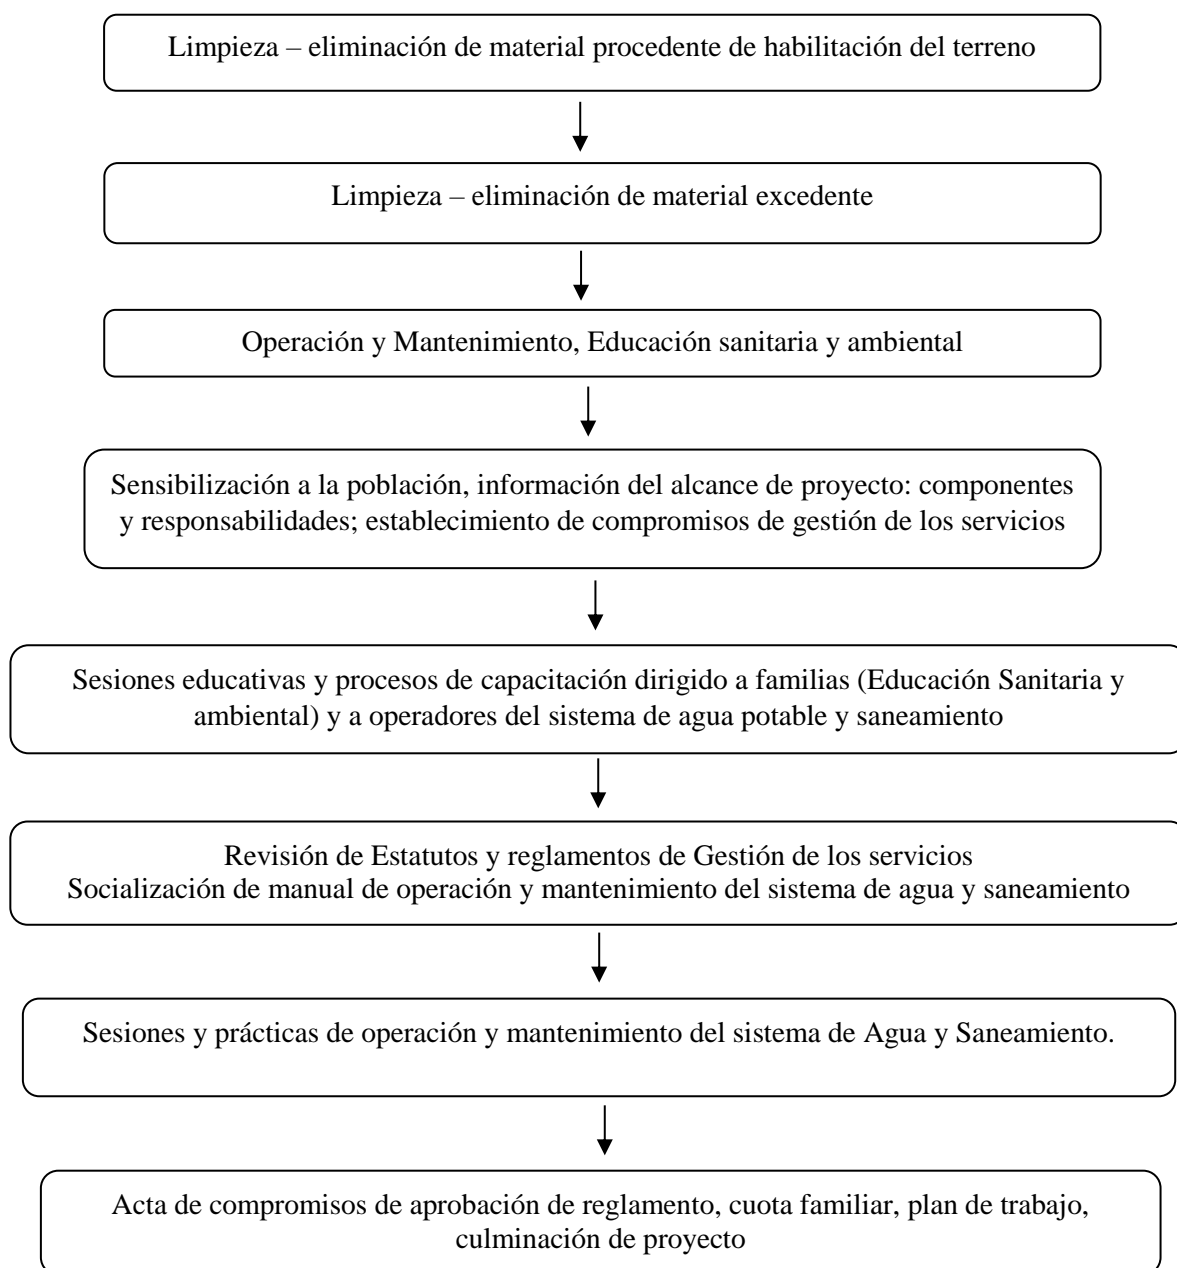 Limpieza – eliminación de material procedente de habilitación del terreno
Limpieza – eliminación de material excedente
Operación y Mantenimiento, Educación sanitaria y ambiental
Sensibilización a la población, información del alcance de proyecto: componentes
y responsabilidades; establecimiento de compromisos de gestión de los servicios
Sesiones educativas y procesos de capacitación dirigido a familias (Educación Sanitaria y
ambiental) y a operadores del sistema de agua potable y saneamiento
Revisión de Estatutos y reglamentos de Gestión de los servicios
Socialización de manual de operación y mantenimiento del sistema de agua y saneamiento
Sesiones y prácticas de operación y mantenimiento del sistema de Agua y Saneamiento.
Acta de compromisos de aprobación de reglamento, cuota familiar, plan de trabajo,
culminación de proyecto